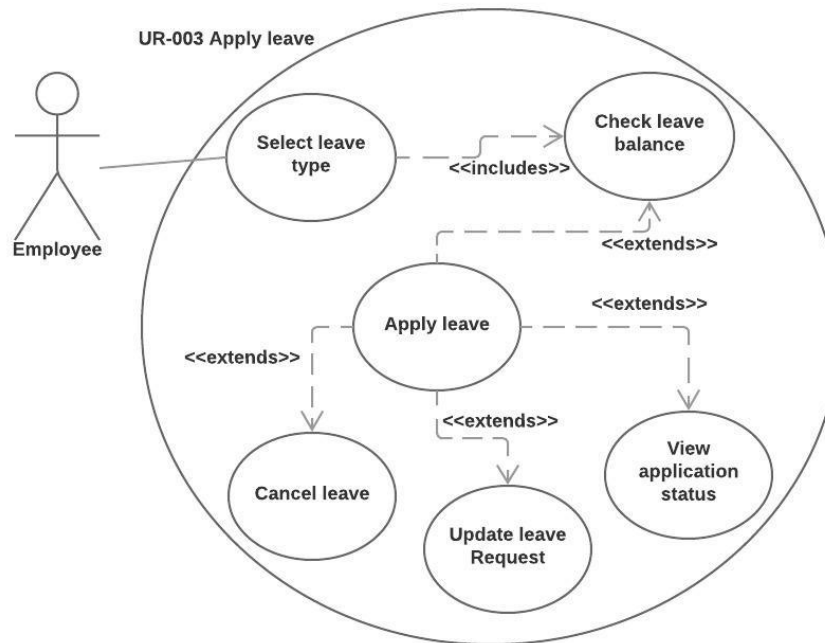 UR-003 Apply leave
Select leave
type
Check leave
balance
<<includes>>
Employee
<<extends>>
Apply leave
<<extends>>
<<extends>>
<<extends>>
Cancel leave
Update leave
Request
View
application
status